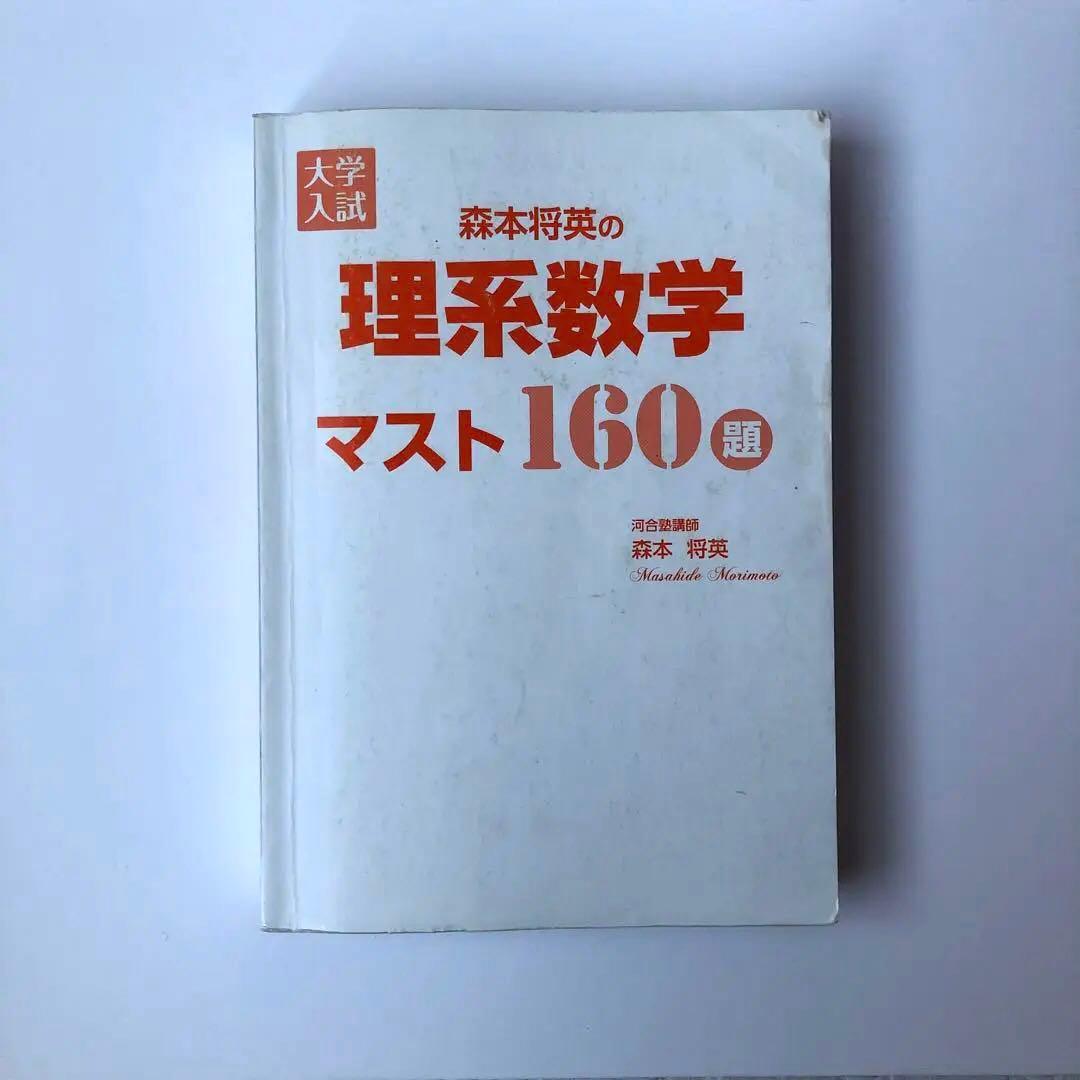 大学
入試
森本将英の
理系数学
マスト160題
河合塾講師
森本 将英
Masahide Morimoto